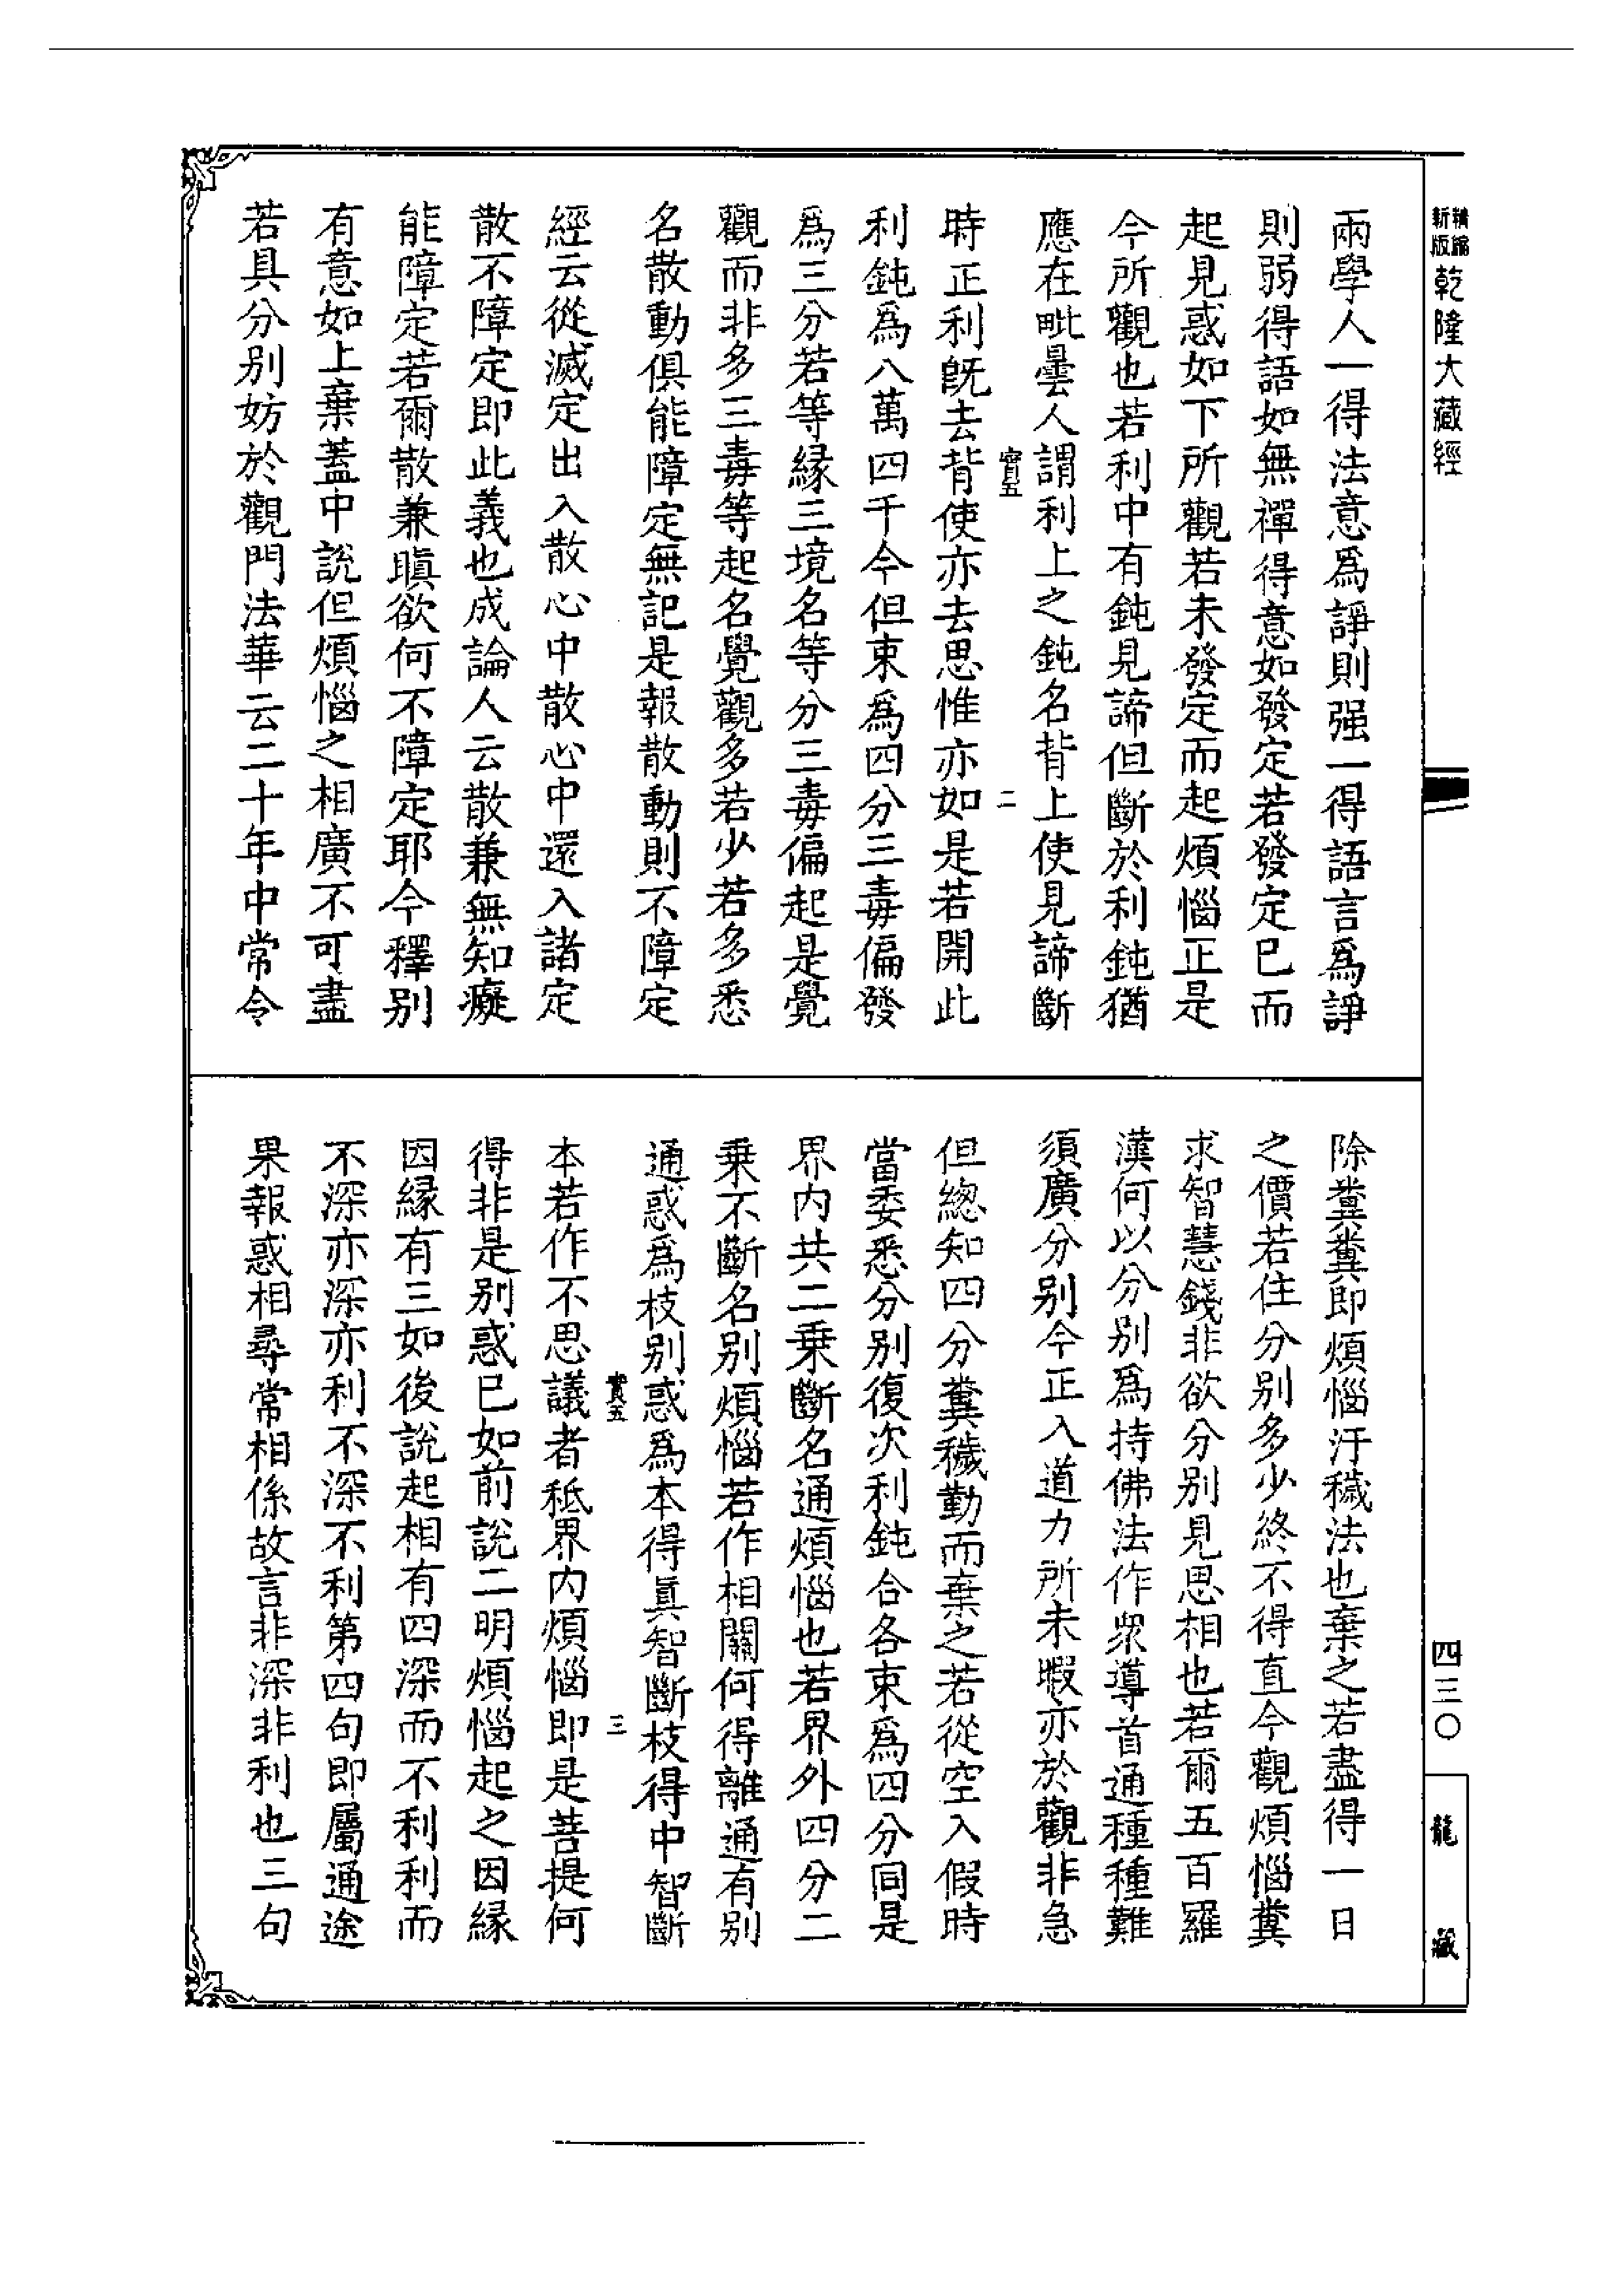 新編
新版 乾隆大藏經
兩學人一得法意爲諍則强一得語言爲諍
則弱得語如無禪得意如發定若發定已而
起見惑如下所觀若未發定而起煩惱正是
今所觀也若利中有鈍見諦但斷於利鈍猶
應在毗曇人謂利上之鈍名背上使見諦斷
實五
二
時正利旣去背使亦去思惟亦如是若開此
利鈍爲八萬四千今但束爲四分三毒偏發
爲三分若等緣三境名等分三毒偏起是覺
觀而非多三毒等起名覺觀多若少若多悉
名散動俱能障定無記是報散動則不障定
經云從滅定出入散心中散心中還入諸定
散不障定即此義也成論人云散兼無知癡
能障定若爾散兼瞋欲何不障定耶今釋別
有意如上棄蓋中說但煩惱之相廣不可盡
若具分別妨於觀門法華云二十年中常令
除糞糞即煩惱汙穢法也棄之若盡得一日
之價若住分別多少終不得直今觀煩惱糞
求智慧錢非欲分別見思相也若爾五百羅
漢何以分別爲持佛法作衆導首通種種難
須廣分別今正入道力所未暇亦於觀非急
但總知四分糞穢勤而棄之若從空入假時
當委悉分別復次利鈍合各束爲四分同是
界內共二乘斷名通煩惱也若界外四分二
乘不斷名別煩惱若作相關何得離通有別
通惑爲枝別惑爲本得眞智斷枝得中智斷
實五
三
本若作不思議者秖界內煩惱即是菩提何
得非是別惑已如前說二明煩惱起之因緣
因緣有三如後說起相有四深而不利利而
不深亦深亦利不深不利第四句即屬通途
果報惑相尋常相係故言非深非利也三句
四三〇
龍藏